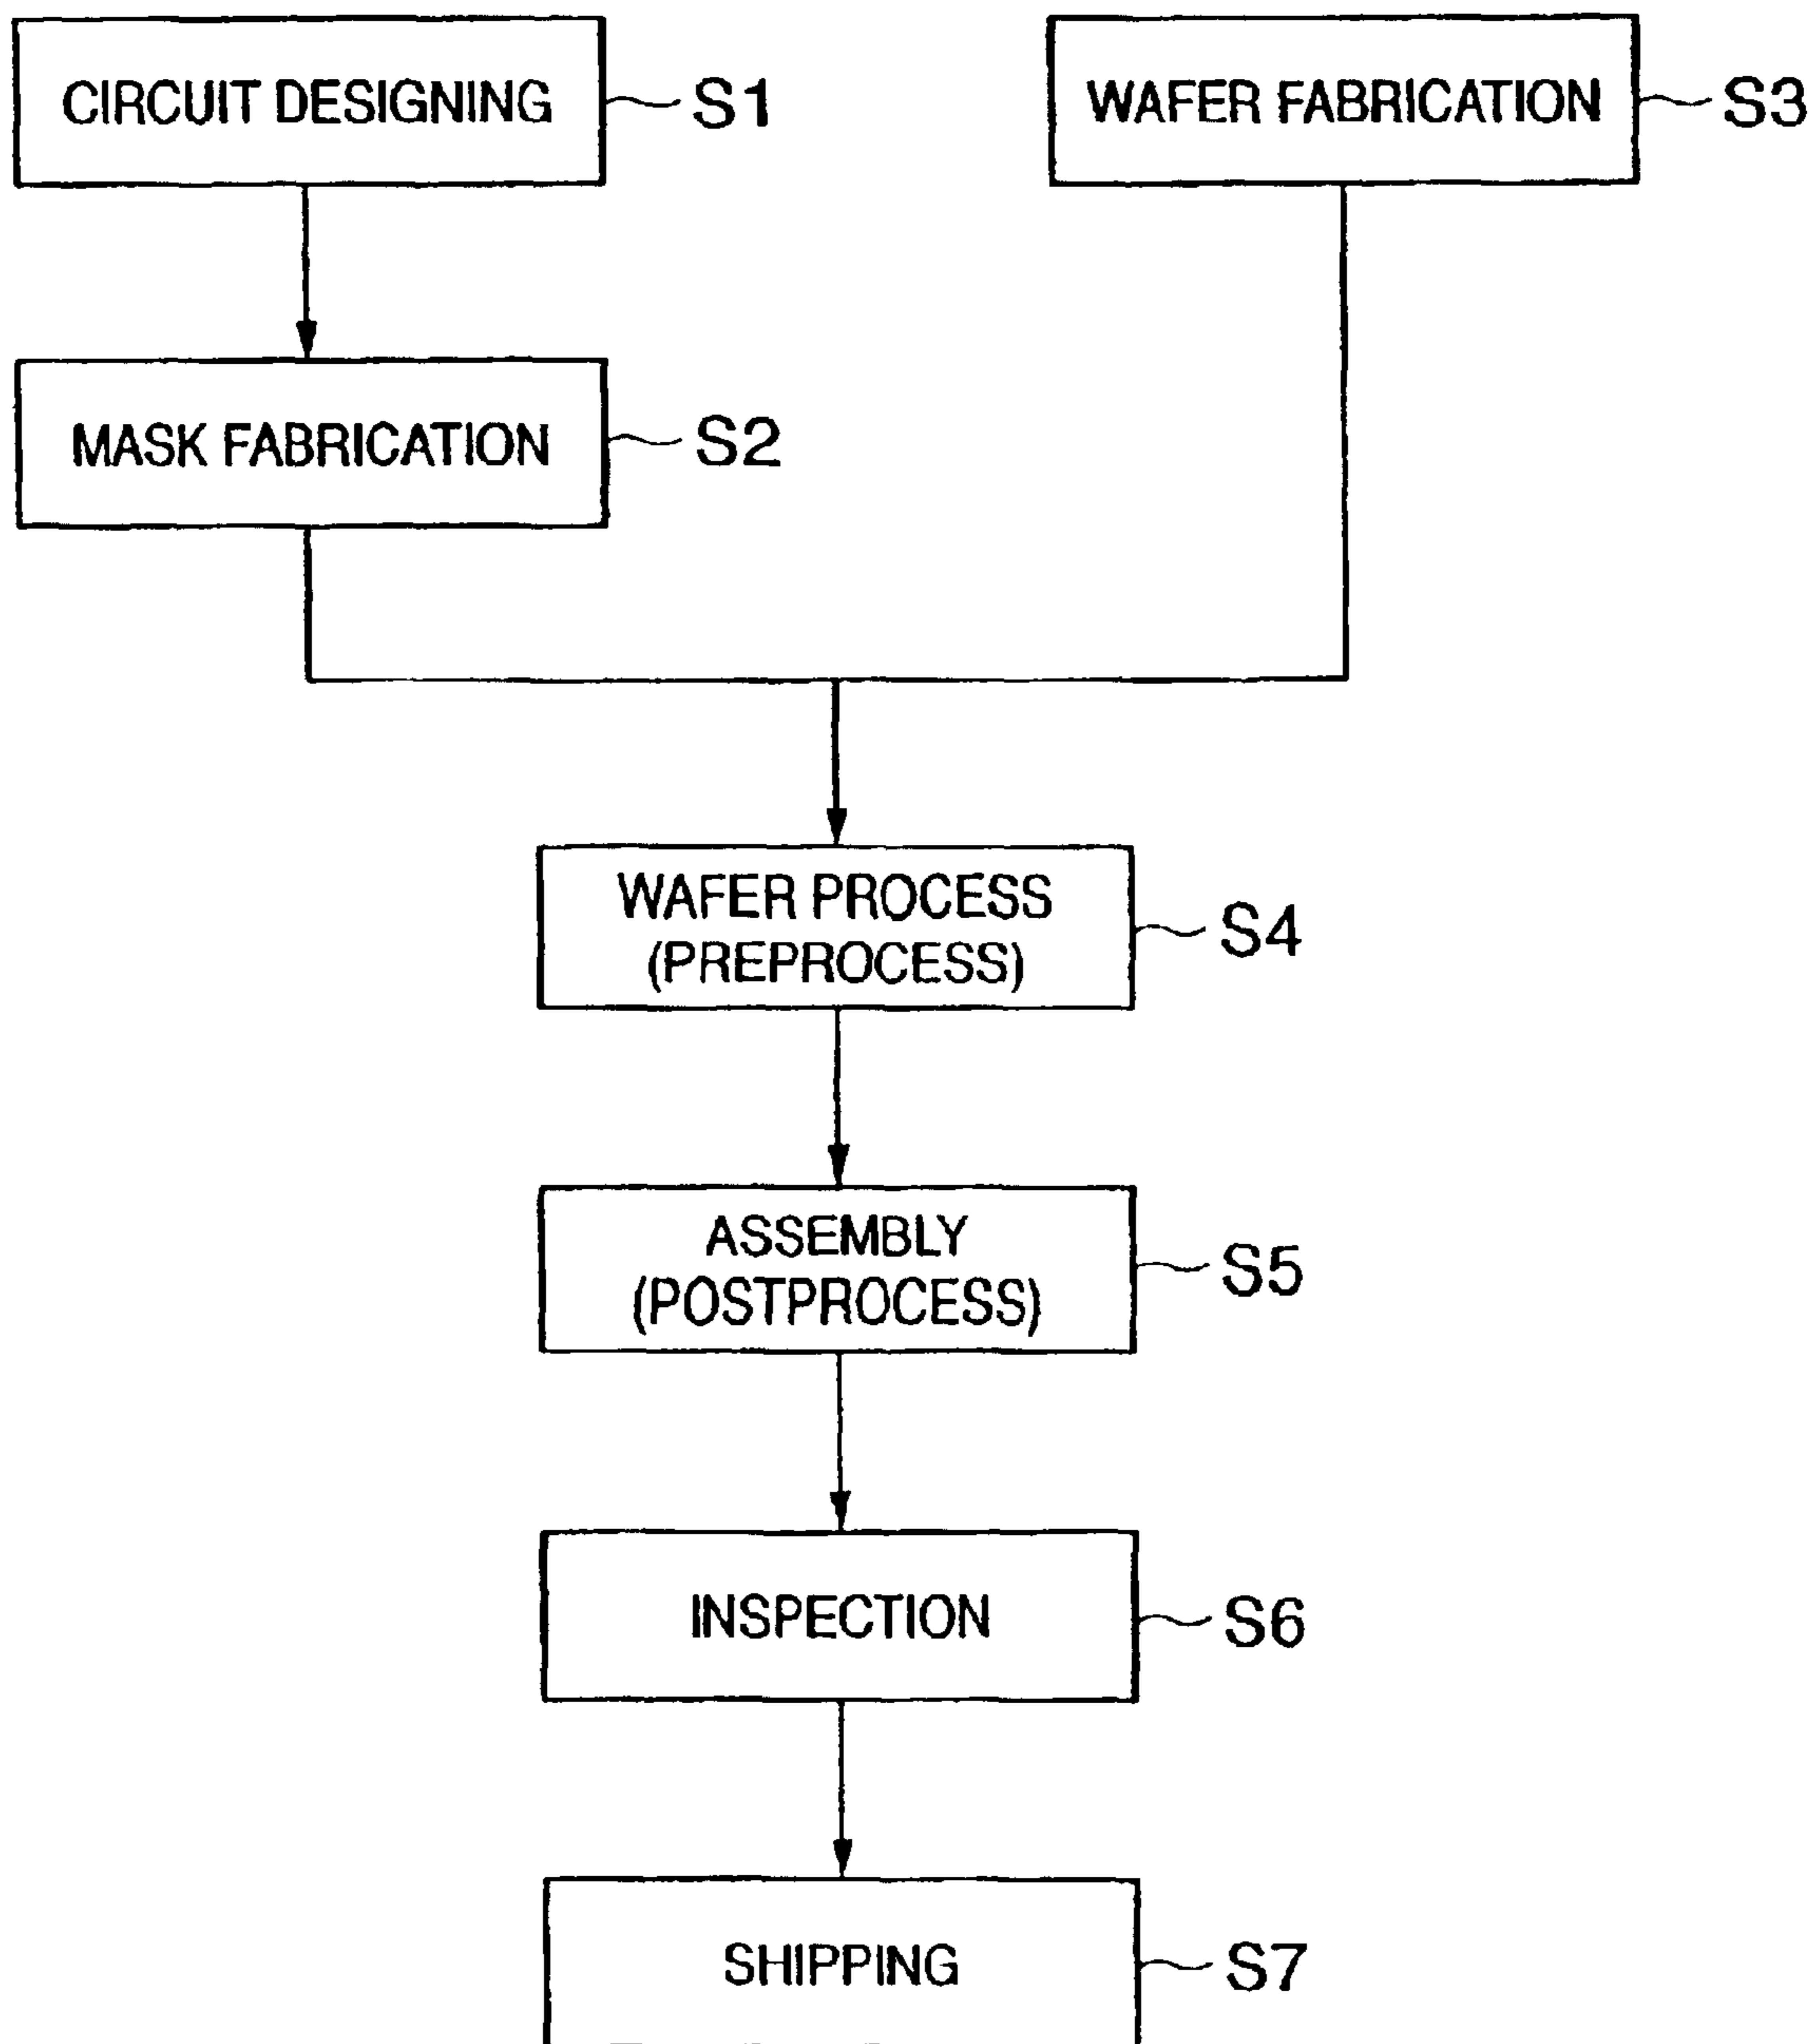 CIRCUIT DESIGNING
S1
WAFER FABRICATION
S3
MASK FABRICATION
S2
WAFER PROCESS
(PREPROCESS)
S4
ASSEMBLY
(POSTPROCESS)
S5
INSPECTION
S6
SHIPPING
S7